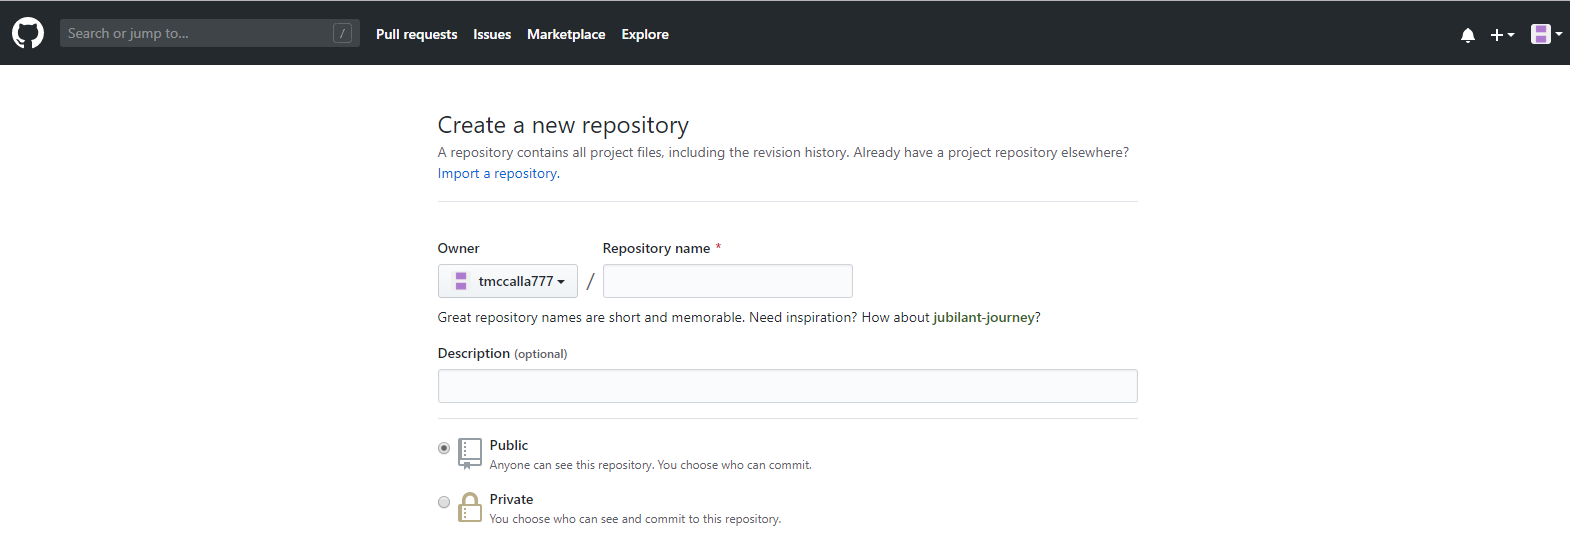 Search or jump to... /
Pull requests Issues Marketplace Explore
Create a new repository
A repository contains all project files, including the revision history. Already have a project repository elsewhere?
Import a repository.
Owner Repository name *
tmccalla777 /
Great repository names are short and memorable. Need inspiration? How about jubilant-journey?
Description (optional)
Public
Anyone can see this repository. You choose who can commit.
Private
You choose who can see and commit to this repository.